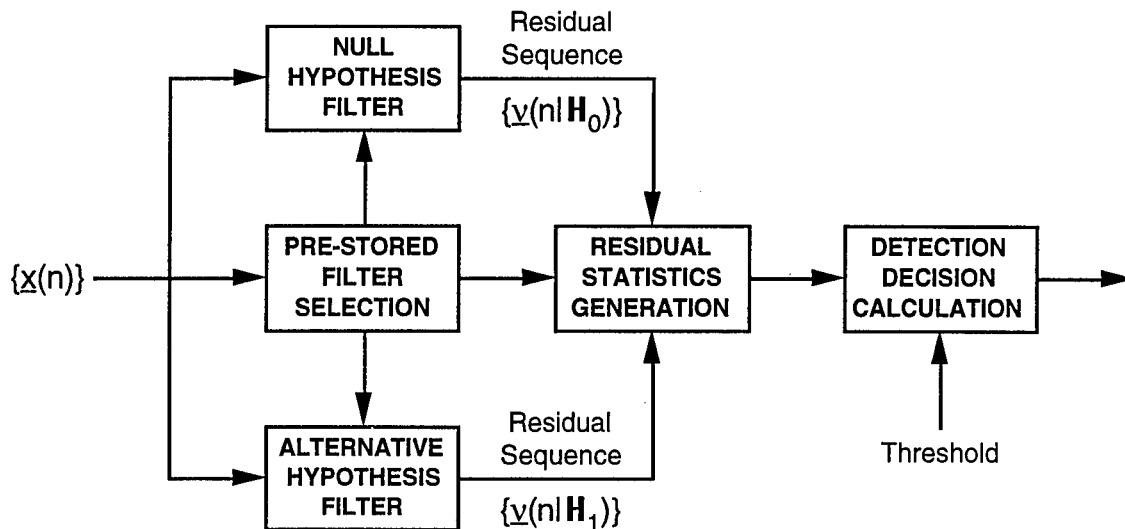 NULL
HYPOTHESIS
FILTER
Residual
Sequence
{ν(n|H₀)}
{x(n)}
PRE-STORED
FILTER
SELECTION
RESIDUAL
STATISTICS
GENERATION
DETECTION
DECISION
CALCULATION
Threshold
ALTERNATIVE
HYPOTHESIS
FILTER
Residual
Sequence
{ν(n|H₁)}